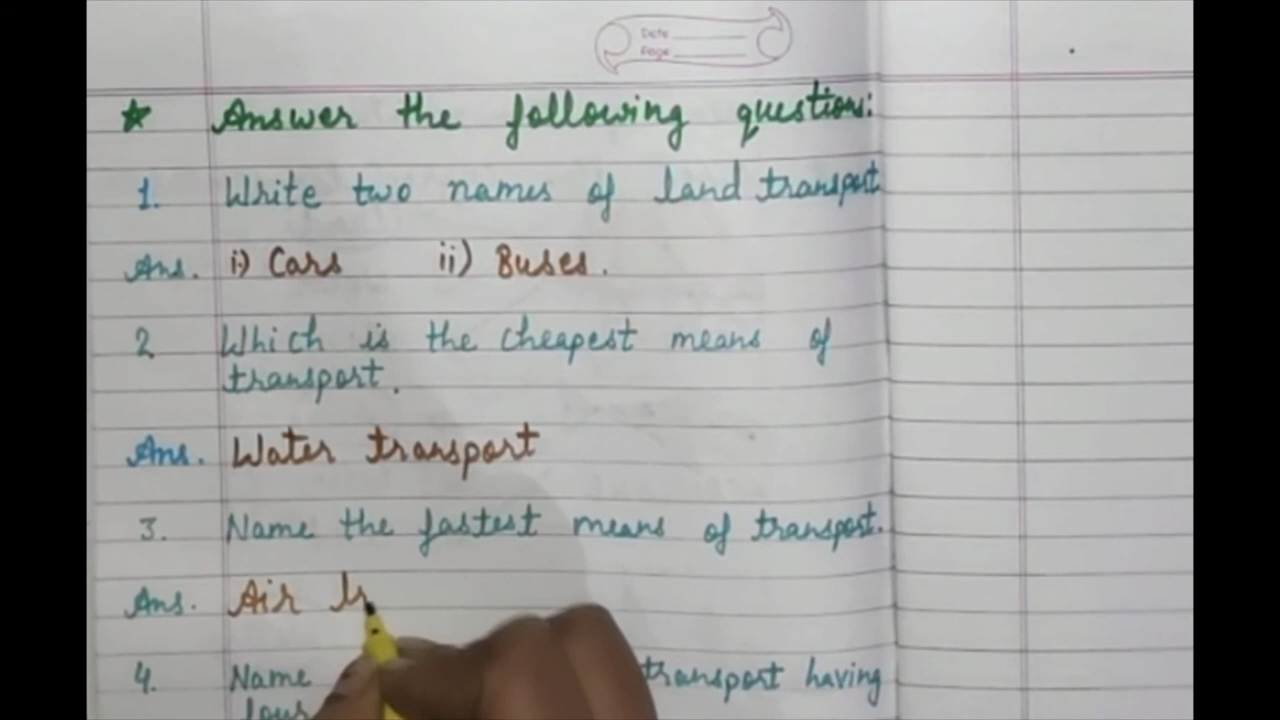 Date
Page
★ Answer the following questions:
1. Write two names of land transport
Ans. i) Cars ii) Buses.
2 Which is the cheapest means of
transport.
Ans. Water transport
3. Name the fastest means of transport.
Ans. Air
4. Name transport having